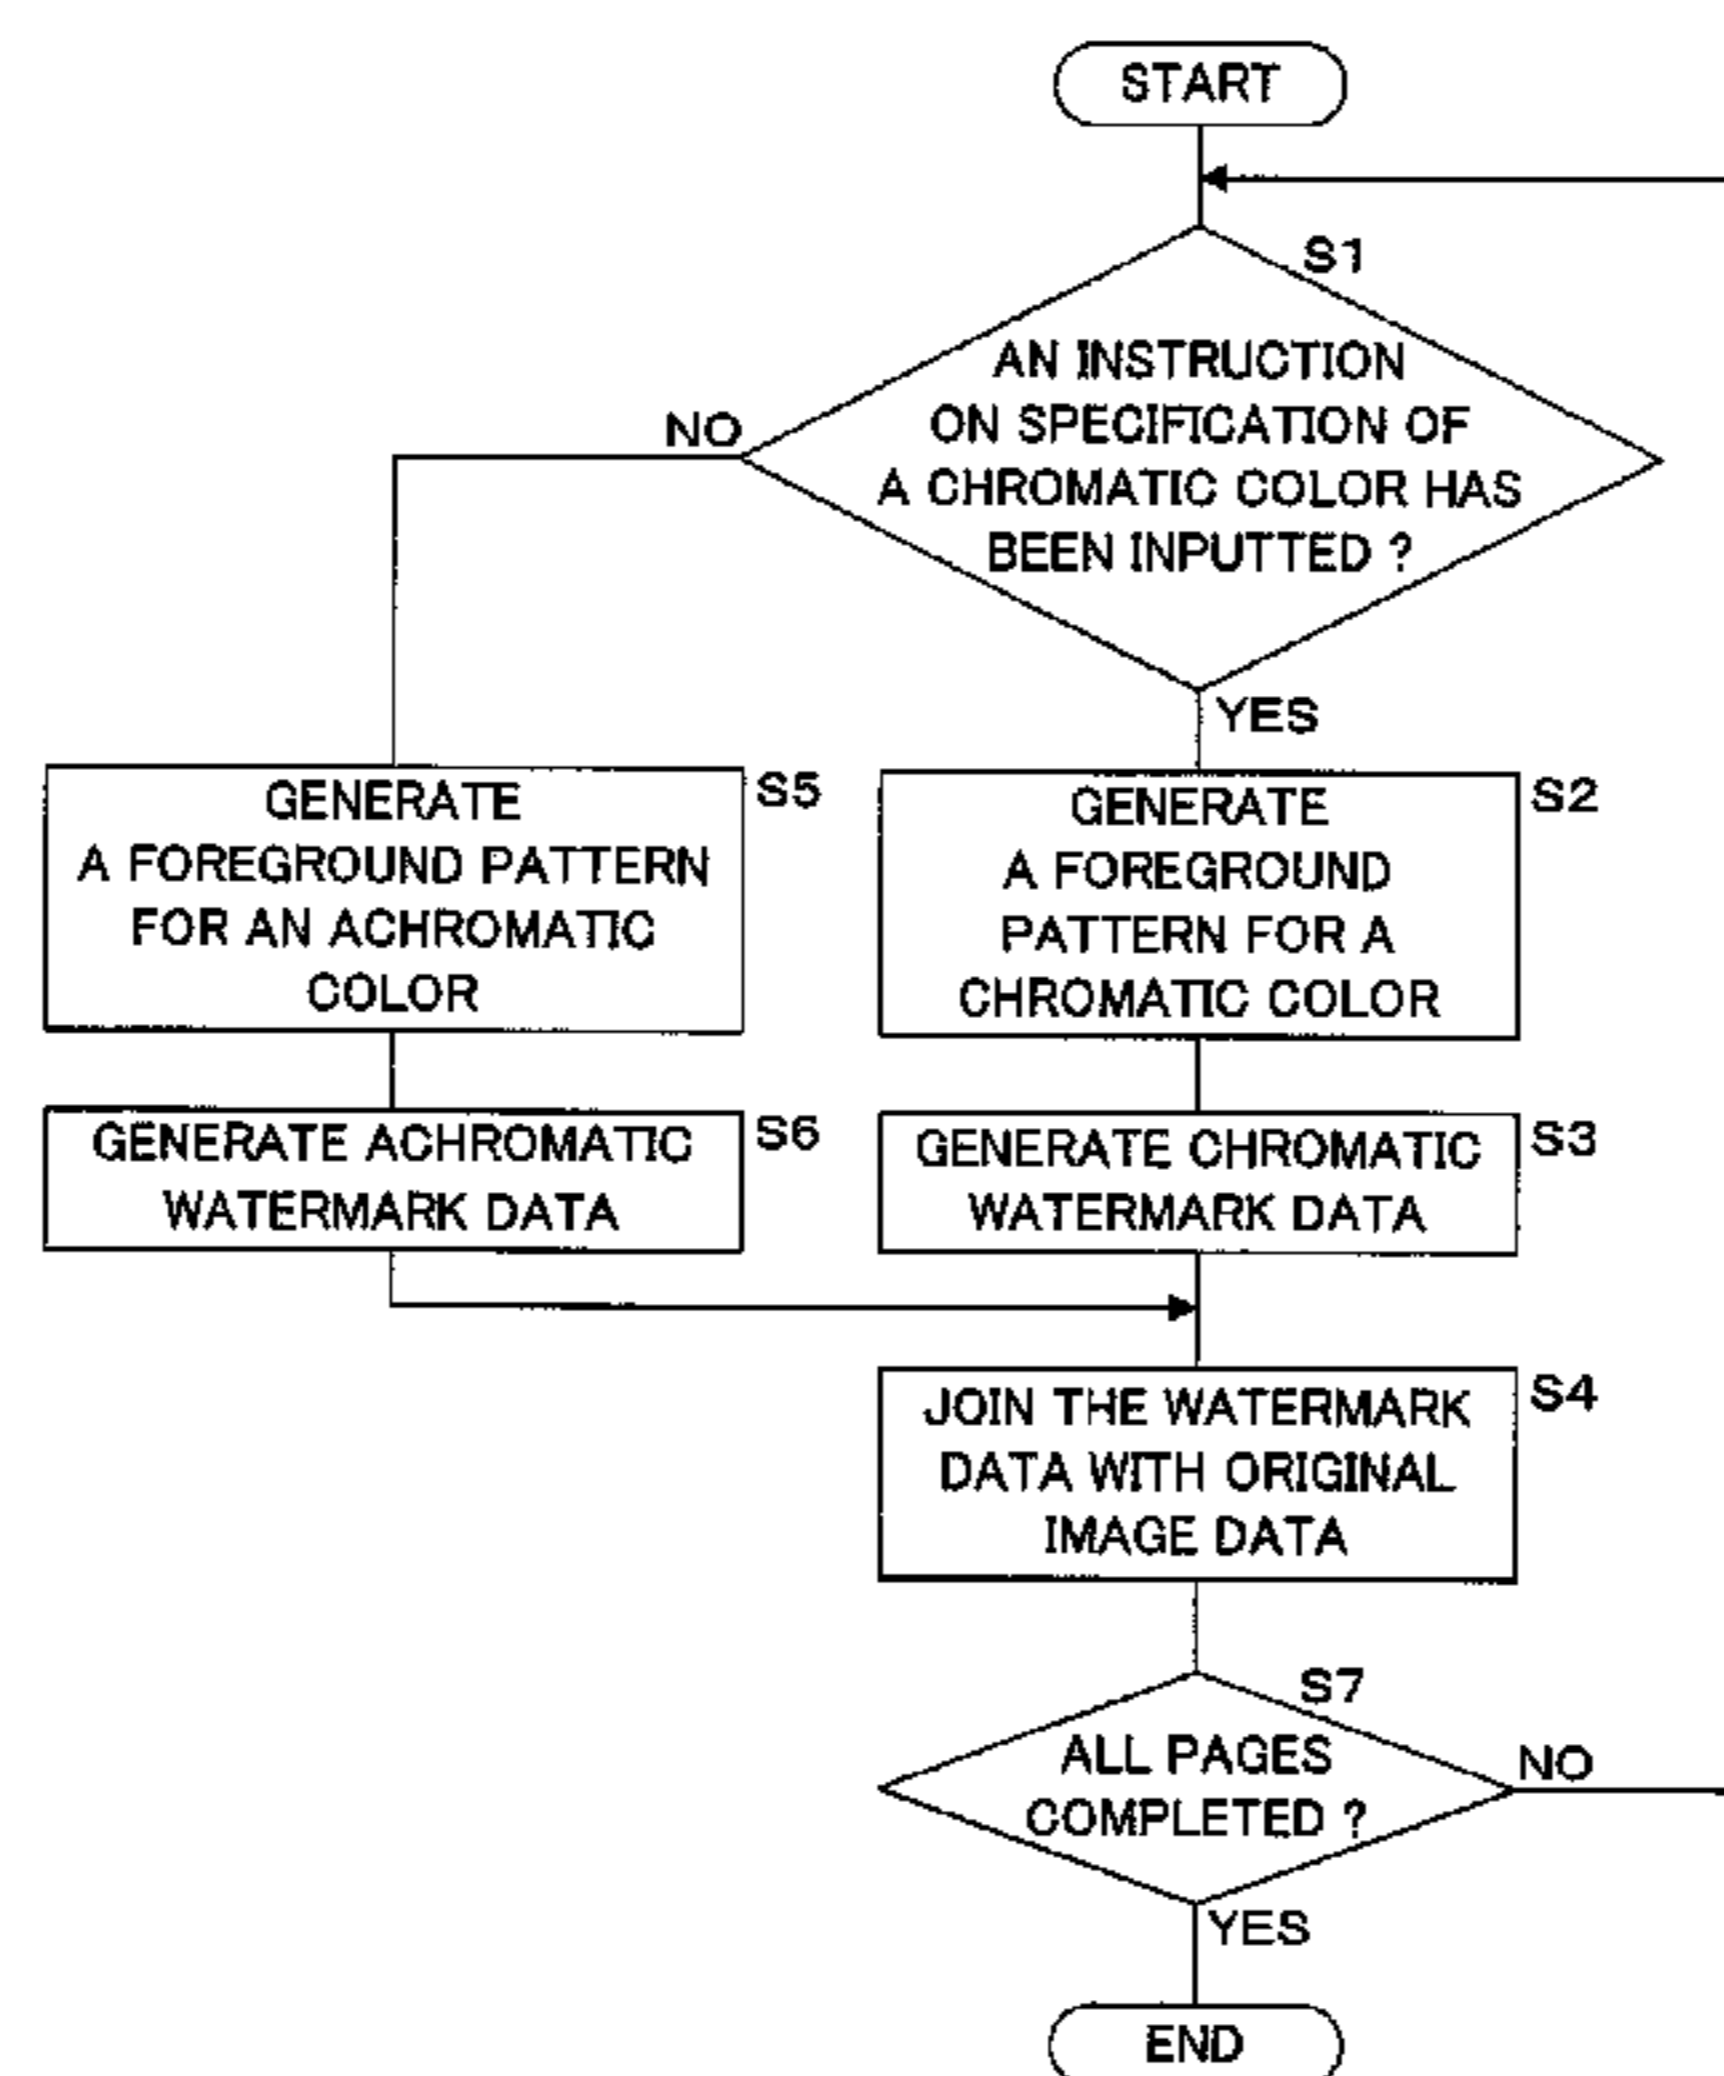 START
S1
AN INSTRUCTION
ON SPECIFICATION OF
A CHROMATIC COLOR HAS
BEEN INPUTTED ?
NO
YES
S5
GENERATE
A FOREGROUND PATTERN
FOR AN ACHROMATIC
COLOR
S2
GENERATE
A FOREGROUND
PATTERN FOR A
CHROMATIC COLOR
S6
GENERATE ACHROMATIC
WATERMARK DATA
S3
GENERATE CHROMATIC
WATERMARK DATA
S4
JOIN THE WATERMARK
DATA WITH ORIGINAL
IMAGE DATA
S7
ALL PAGES
COMPLETED ?
NO
YES
END